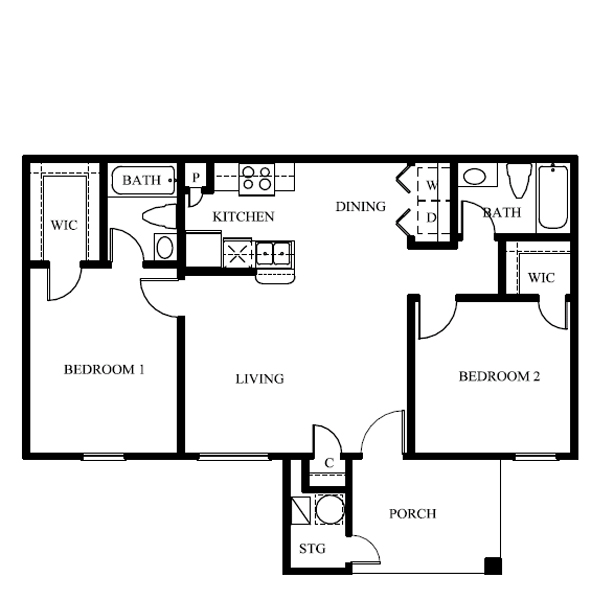 BATH
P
W
DINING
KITCHEN
D
BATH
WIC
WIC
BEDROOM 1
LIVING
BEDROOM 2
C
PORCH
STG